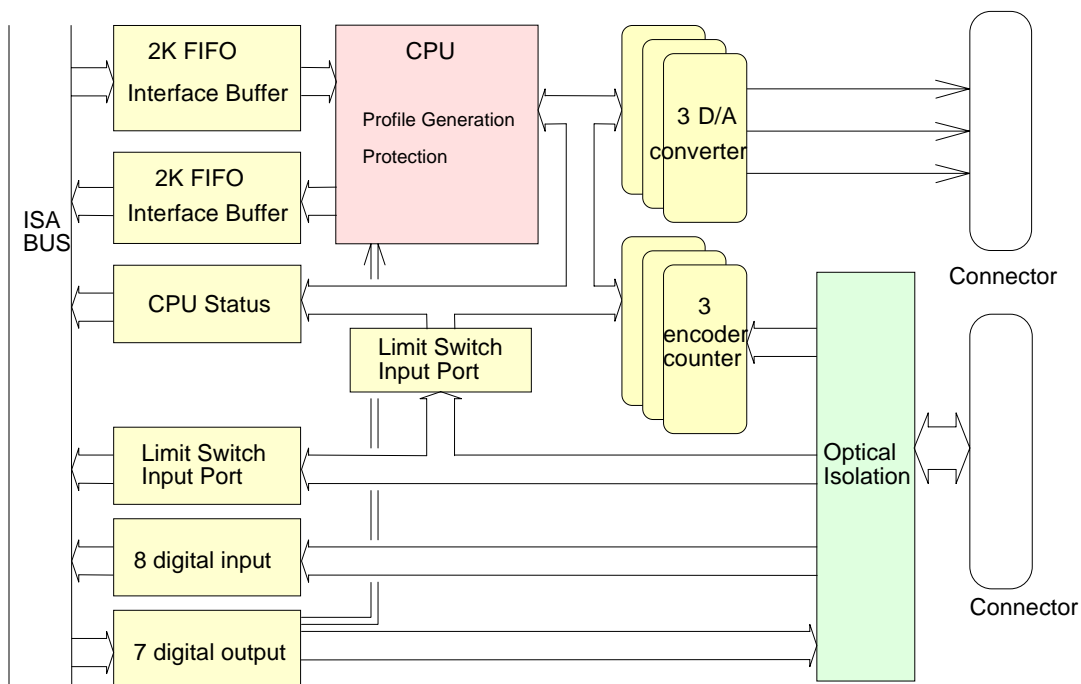 2K FIFO
Interface Buffer
CPU
Profile Generation
Protection
3 D/A
converter
2K FIFO
Interface Buffer
ISA
BUS
Connector
CPU Status
3
encoder
counter
Limit Switch
Input Port
Limit Switch
Input Port
Optical
Isolation
8 digital input
Connector
7 digital output